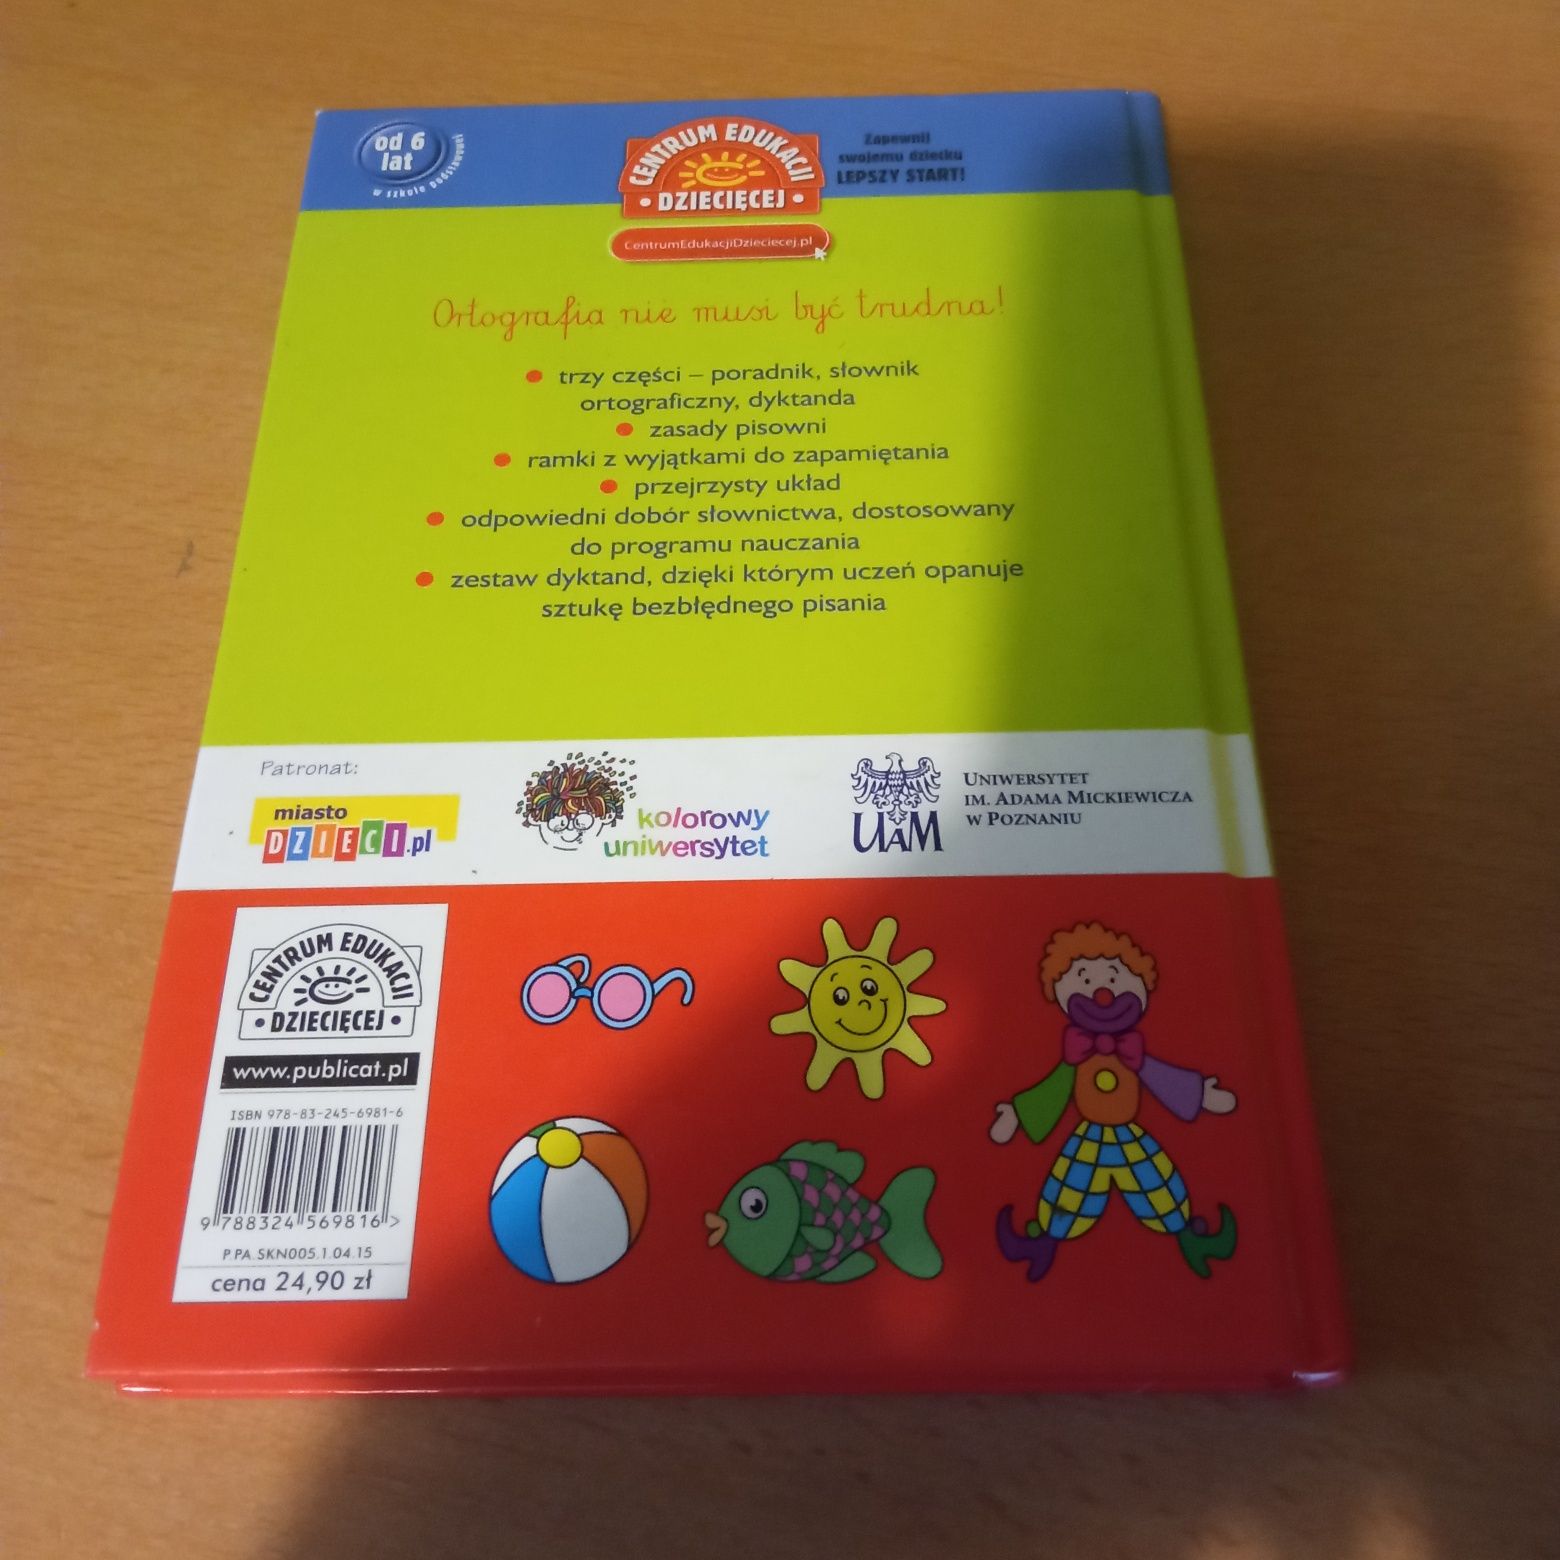 od 6
lat
w szkole podstawowej
CENTRUM EDUKACJI
• DZIECIĘCEJ •
CentrumEdukacjiDzieciecej.pl
Zapewnij
swojemu dziecku
LEPSZY START!
Ortografia nie musi być trudna!
• trzy części – poradnik, słownik
ortograficzny, dyktanda
• zasady pisowni
• ramki z wyjątkami do zapamiętania
• przejrzysty układ
• odpowiedni dobór słownictwa, dostosowany
do programu nauczania
• zestaw dyktand, dzięki którym uczeń opanuje
sztukę bezbłędnego pisania
Patronat:
miasto
DZIECI.pl
kolorowy
uniwersytet
UAM
UNIWERSYTET
IM. ADAMA MICKIEWICZA
W POZNANIU
CENTRUM EDUKACJI
• DZIECIĘCEJ •
www.publicat.pl
ISBN 978-83-245-6981-6
9 788324 569816 >
P PA SKN005.1.04.15
cena 24,90 zł